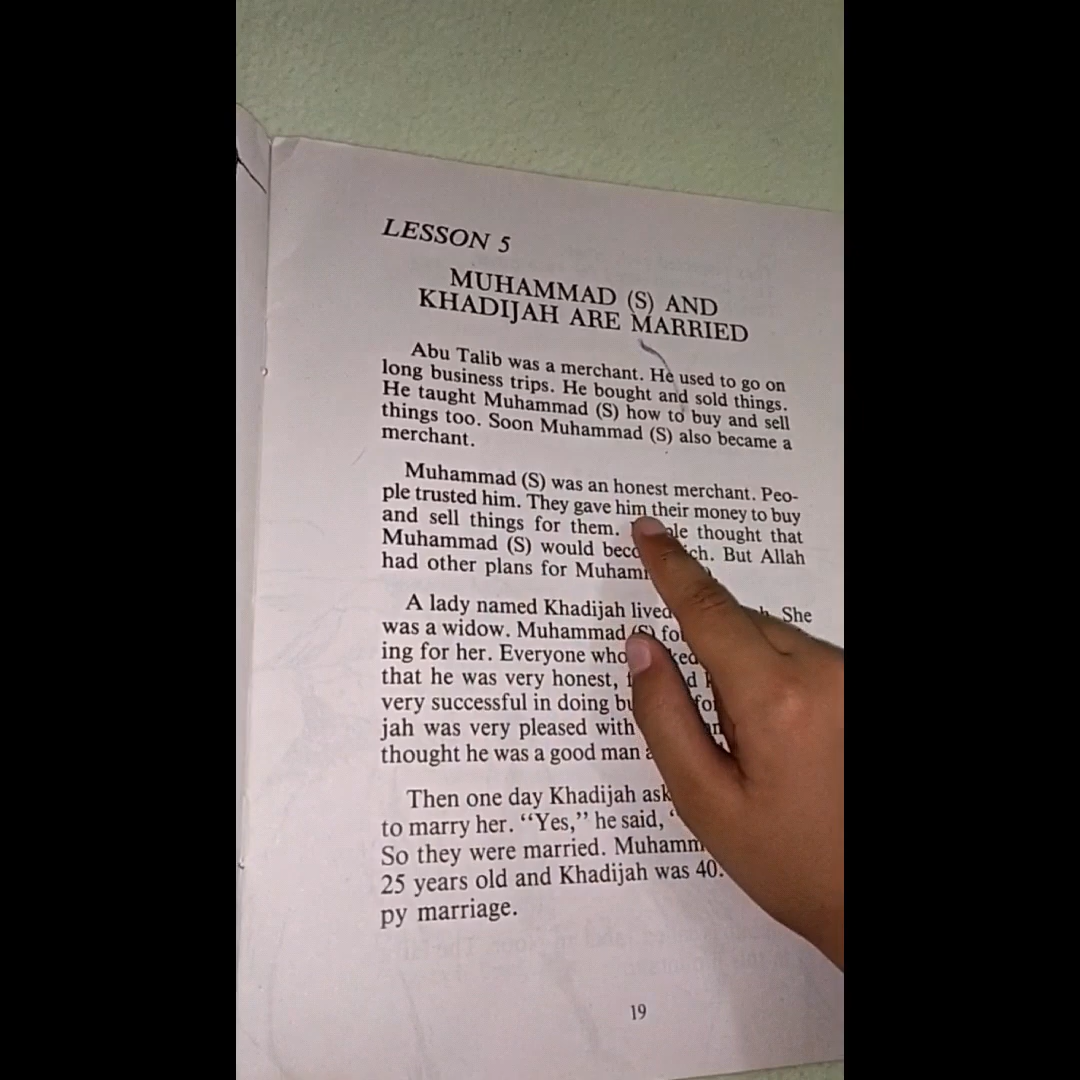 LESSON 5
MUHAMMAD (S) AND
KHADIJAH ARE MARRIED
Abu Talib was a merchant. He used to go on
long business trips. He bought and sold things.
He taught Muhammad (S) how to buy and sell
things too. Soon Muhammad (S) also became a
merchant.
Muhammad (S) was an honest merchant. Peo-
ple trusted him. They gave him their money to buy
and sell things for them. thought that
Muhammad (S) would But Allah
had other plans for
A lady named Khadijah lived She
was a widow. Muhammad (S)
ing for her. Everyone who
that he was very honest,
very successful in doing
jah was very pleased with
thought he was a good man
Then one day Khadijah
to marry her. “Yes,” he said,
So they were married.
25 years old and Khadijah was 40.
py marriage.
19